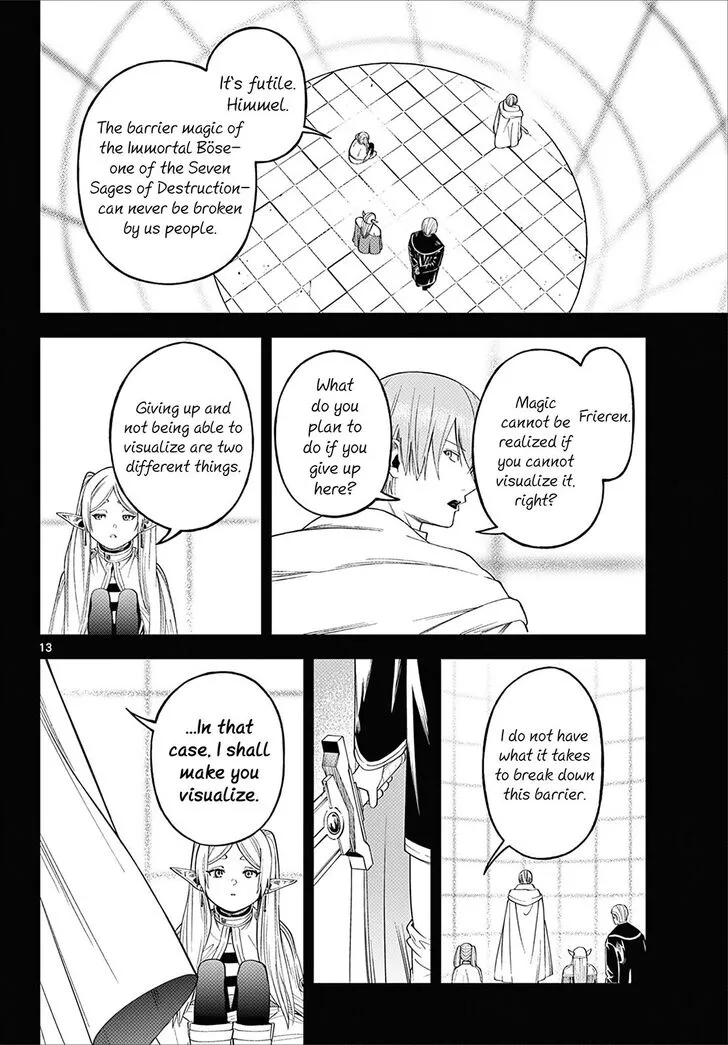 It's futile.
Himmel.
The barrier magic of
the Immortal Böse—
one of the Seven
Sages of Destruction—
can never be broken
by us people.
Frieren.
Magic
cannot be
realized if
you cannot
visualize it,
right?
What
do you
plan to
do if you
give up
here?
Giving up and
not being able to
visualize are two
different things.
I do not have
what it takes
to break down
this barrier.
...In that
case, I shall
make you
visualize.
13